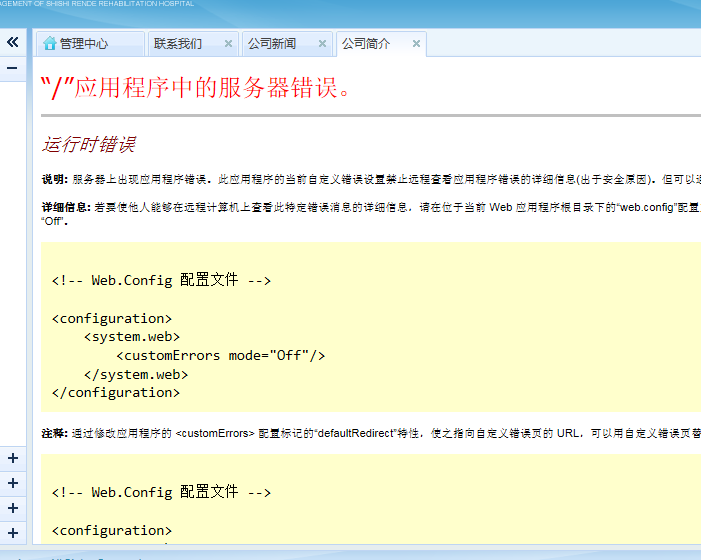 AGEMENT OF SHISHI RENDE REHABILITATION HOSPITAL
管理中心 联系我们 公司新闻 公司简介
“/”应用程序中的服务器错误。
运行时错误
说明: 服务器上出现应用程序错误。此应用程序的当前自定义错误设置禁止远程查看应用程序错误的详细信息(出于安全原因)。但可以
详细信息: 若要使他人能够在远程计算机上查看此特定错误消息的详细信息，请在位于当前 Web 应用程序根目录下的“web.config”配置
“Off”。
<!-- Web.Config 配置文件 -->
<configuration>
<system.web>
<customErrors mode="Off"/>
</system.web>
</configuration>
注释: 通过修改应用程序的 <customErrors> 配置标记的“defaultRedirect”特性，使之指向自定义错误页的 URL，可以用自定义错误页替
<!-- Web.Config 配置文件 -->
<configuration>